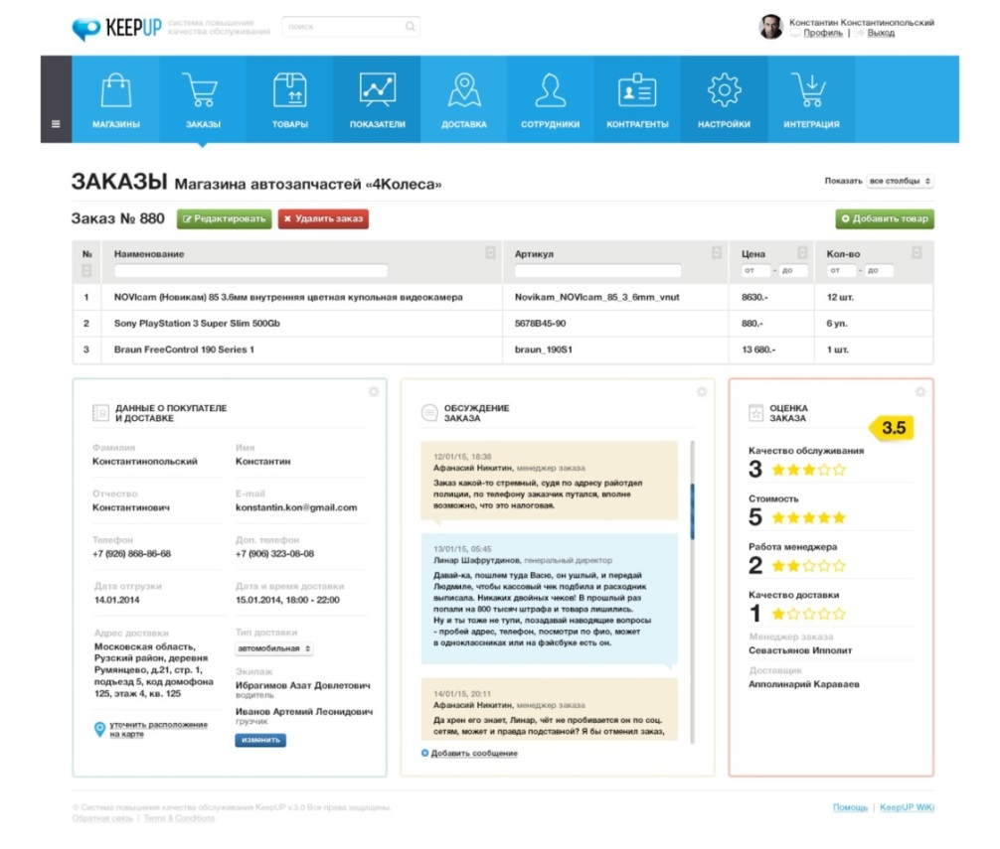 KEEPUP
система повышения
качества обслуживания
поиск
Константин Константинопольский
Профиль | Выход
МАГАЗИНЫ ЗАКАЗЫ ТОВАРЫ ПОКАЗАТЕЛИ ДОСТАВКА СОТРУДНИКИ КОНТРАГЕНТЫ НАСТРОЙКИ ИНТЕГРАЦИЯ
ЗАКАЗЫ Магазина автозапчастей «4Колеса»
Показать все столбцы
Заказ № 880 Редактировать Удалить заказ Добавить товар
№ Наименование Артикул Цена Кол-во
от - до от - до
1 NOVIcam (Новикам) 85 3.6мм внутренняя цветная купольная видеокамера Novikam_NOVIcam_85_3_6mm_vnut 8630.- 12 шт.
2 Sony PlayStation 3 Super Slim 500Gb 5678B45-90 880.- 6 уп.
3 Braun FreeControl 190 Series 1 braun_190S1 13 680.- 1 шт.
ДАННЫЕ О ПОКУПАТЕЛЕ
И ДОСТАВКЕ
Фамилия Имя
Константинопольский Константин
Отчество E-mail
Константинович konstantin.kon@gmail.com
Телефон Доп. телефон
+7 (926) 868-86-68 +7 (906) 323-08-08
Дата отгрузки Дата и время доставки
14.01.2014 15.01.2014, 18:00 - 22:00
Адрес доставки
Московская область,
Рузский район, деревня
Румянцево, д.21, стр. 1,
подъезд 5, код домофона
125, этаж 4, кв. 125
уточнить расположение
на карте
Тип доставки
автомобильная
Экипаж
Ибрагимов Азат Довлетович
водитель
Иванов Артемий Леонидович
грузчик
изменить
ОБСУЖДЕНИЕ
ЗАКАЗА
12/01/15, 18:38
Афанасий Никитин, менеджер заказа
Заказ какой-то стремный, судя по адресу райотдел
полиции, по телефону заказчик путался, вполне
возможно, что это налоговая.
13/01/15, 05:45
Линар Шафрутдинов, генеральный директор
Давай-ка, пошлем туда Васю, он ушлый, и передай
Людмиле, чтобы кассовый чек подбила и расходник
выписала. Никаких двойных чеков! В прошлый раз
попали на 800 тысяч штрафа и товара лишились.
Ну и ты тоже не тупи, позадавай наводящие вопросы
- пробей адрес, телефон, посмотри по фио, может
в одноклассниках или на фэйсбуке есть он.
14/01/15, 20:11
Афанасий Никитин, менеджер заказа
Да хрен его знает, Линар, чёт не пробивается он по соц.
сетям, может и правда подставной? Я бы отменил заказ,
Добавить сообщение
ОЦЕНКА
ЗАКАЗА
3.5
Качество обслуживания
3
Стоимость
5
Работа менеджера
2
Качество доставки
1
Менеджер заказа
Севастьянов Ипполит
Доставщик
Апполинарий Караваев
© Система повышения качества обслуживания KeepUP v.3.0 Все права защищены.
Обратная связь | Terms & Conditions
Помощь | KeepUP WiKi